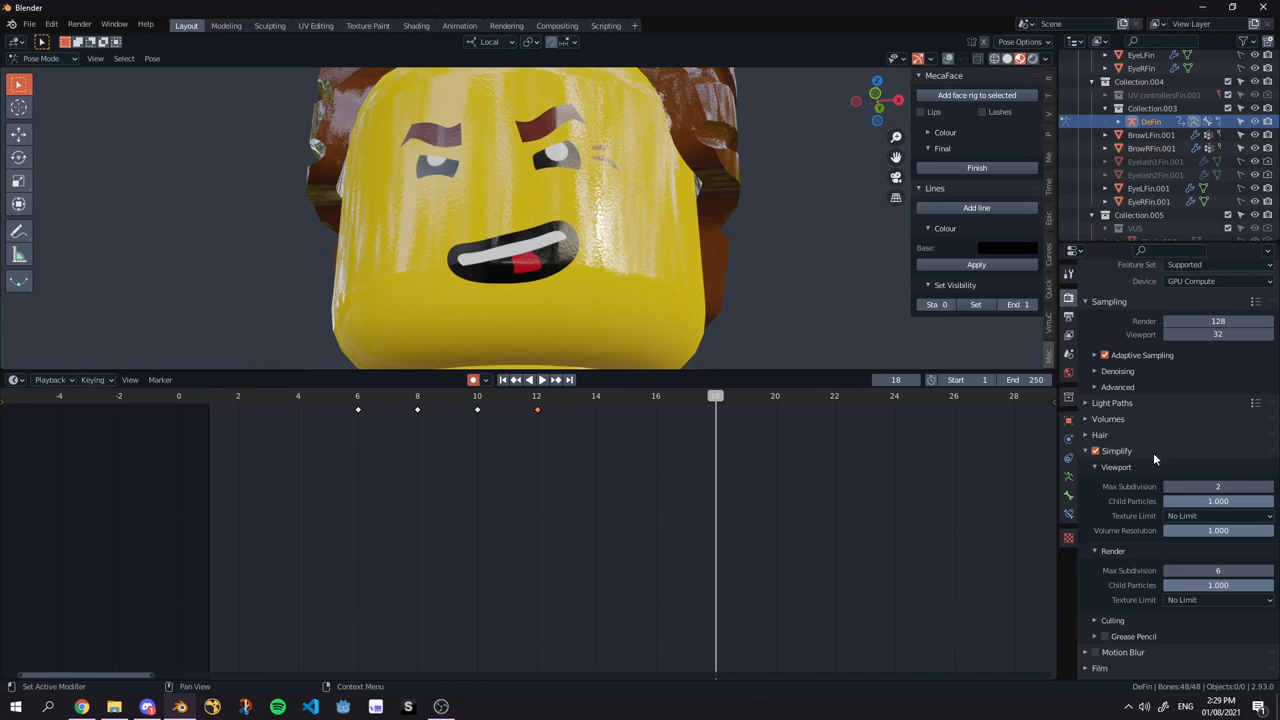 Blender
File Edit Render Window Help Layout Modeling Sculpting UV Editing Texture Paint Shading Animation Rendering Compositing Scripting + Scene View Layer
Local Pose Options
Pose Mode View Select Pose
MecaFace
Add face rig to selected
Lips Lashes
Colour
Final
Finish
Lines
Add line
Colour
Base:
Apply
Set Visibility
Sta 0 Set End 1
Time
Epic
Curves
Quick
VirtuC
Mec
EyeLFin
EyeRFin
Collection.004
UV controllersFin.001
Collection.003
DeFin
BrowLFin.001
BrowRFin.001
Eyelash1Fin.001
Eyelash2Fin.001
EyeLFin.001
EyeRFin.001
Collection.005
VUS
Feature Set Supported
Device GPU Compute
Sampling
Render 128
Viewport 32
Adaptive Sampling
Denoising
Advanced
Light Paths
Volumes
Hair
Simplify
Viewport
Max Subdivision 2
Child Particles 1.000
Texture Limit No Limit
Volume Resolution 1.000
Render
Max Subdivision 6
Child Particles 1.000
Texture Limit No Limit
Culling
Grease Pencil
Motion Blur
Film
Playback Keying View Marker 18 Start 1 End 250
-4 -2 0 2 4 6 8 10 12 14 16 18 20 22 24 26 28
Set Active Modifier Pan View Context Menu DeFin | Bones:48/48 | Objects:0/0 | 2.93.0
ENG 2:29 PM
01/08/2021